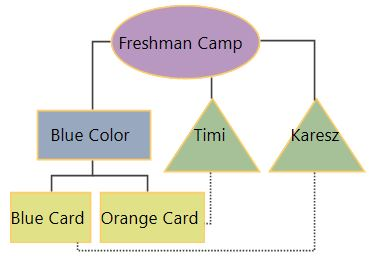 Freshman Camp
Blue Color
Timi
Karesz
Blue Card
Orange Card